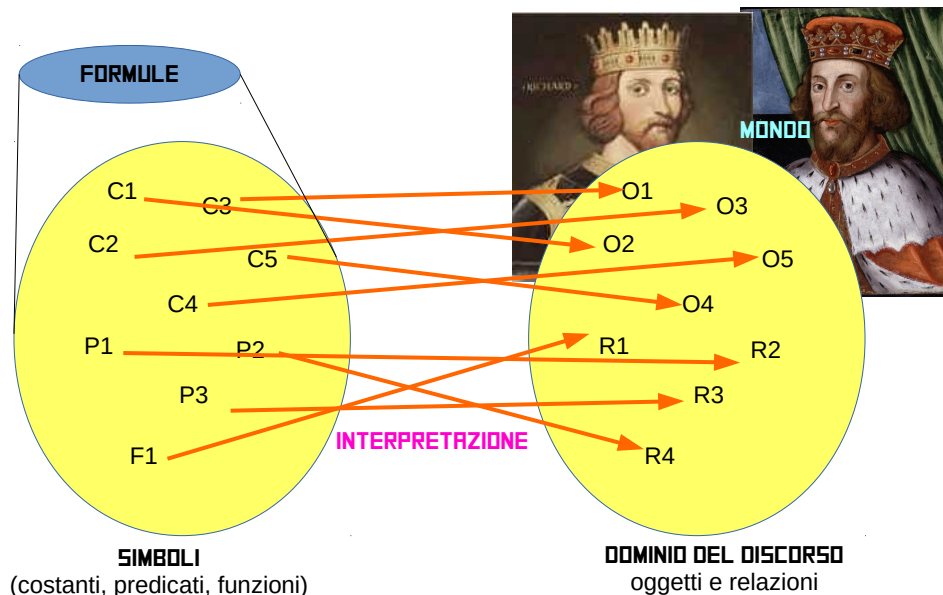 FORMULE
RICHARD
MONDO
C1
C3
O1
O3
C2
C5
O2
O5
C4
O4
P1
P2
R1
R2
P3
R3
INTERPRETAZIONE
F1
R4
SIMBOLI
(costanti, predicati, funzioni)
DOMINIO DEL DISCORSO
oggetti e relazioni